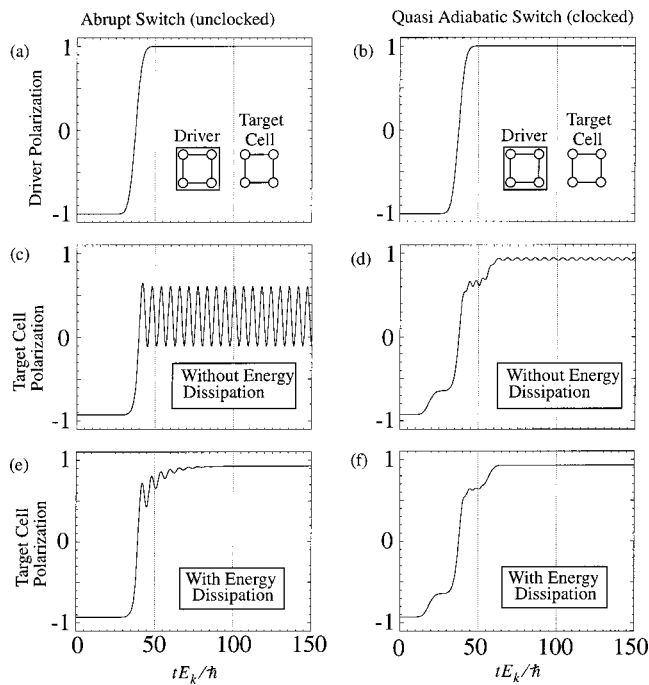 Abrupt Switch (unclocked)
Quasi Adiabatic Switch (clocked)
(a)
1
0
-1
Driver Polarization
Driver
Target
Cell
(b)
1
0
-1
Driver
Target
Cell
(c)
1
0
-1
Target Cell
Polarization
Without Energy
Dissipation
(d)
1
0
-1
Without Energy
Dissipation
(e)
1
0
-1
Target Cell
Polarization
With Energy
Dissipation
0 50 100 150
tEk/ℏ
(f)
1
0
-1
With Energy
Dissipation
0 50 100 150
tEk/ℏ